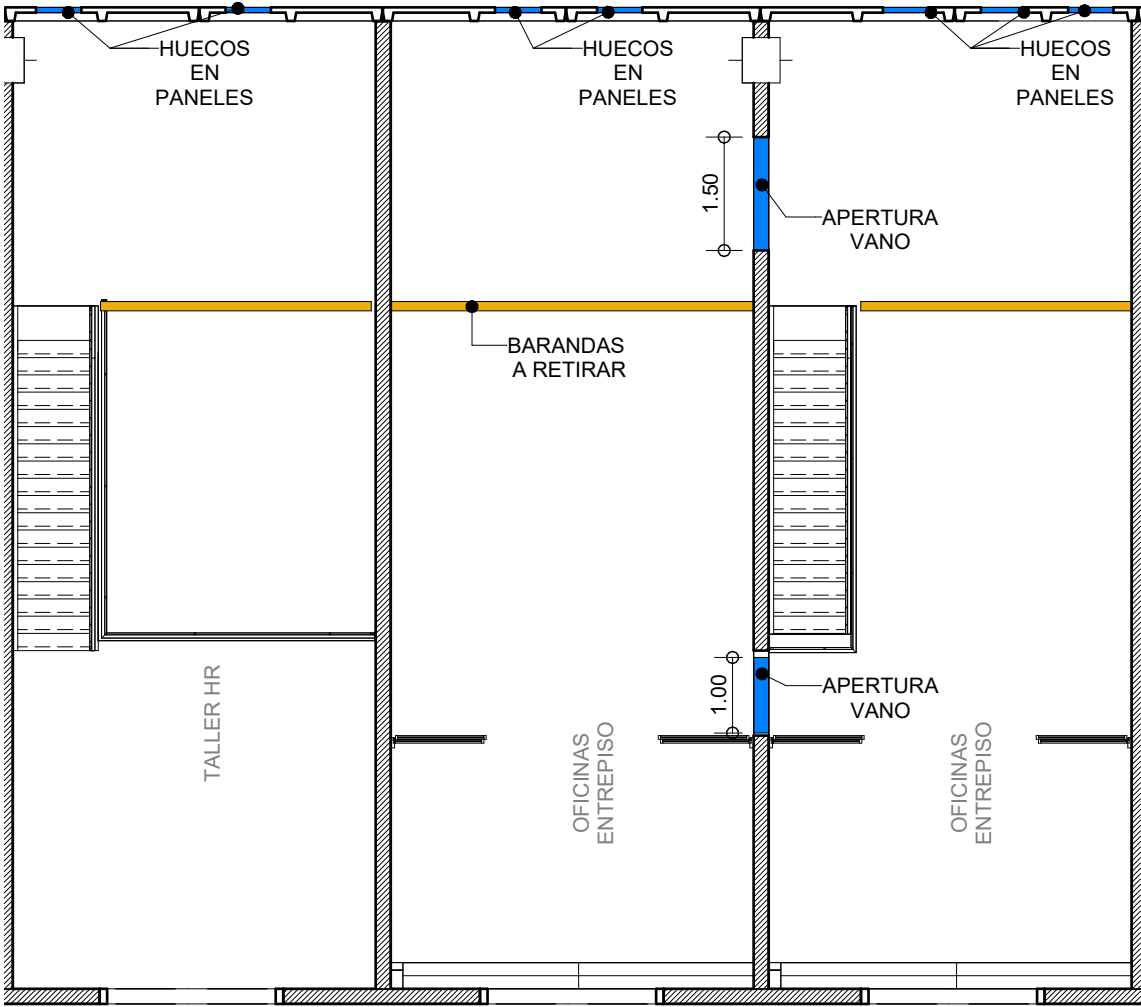 HUECOS
EN
PANELES
HUECOS
EN
PANELES
HUECOS
EN
PANELES
1.50
APERTURA
VANO
BARANDAS
A RETIRAR
1.00
APERTURA
VANO
TALLER HR
OFICINAS
ENTREPISO
OFICINAS
ENTREPISO